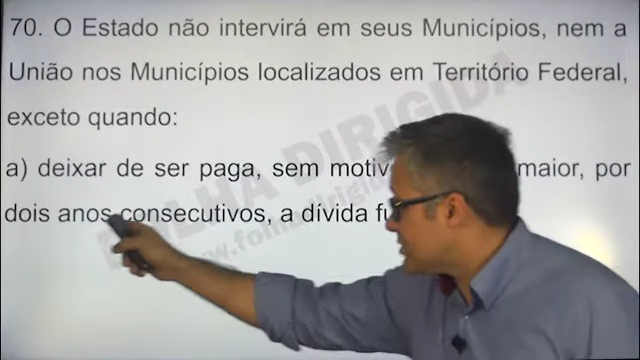 70. O Estado não intervirá em seus Municípios, nem a
União nos Municípios localizados em Território Federal,
exceto quando:
a) deixar de ser paga, sem maior, por
dois anos consecutivos, a dívida
FOLHA DIRIGIDA